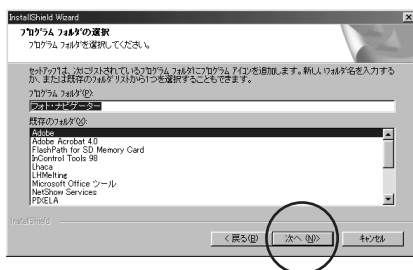 InstallShield Wizard
ﾌﾟﾛｸﾞﾗﾑ ﾌｫﾙﾀﾞの選択
ﾌﾟﾛｸﾞﾗﾑ ﾌｫﾙﾀﾞを選択してください。
ｾｯﾄｱｯﾌﾟは、次にリストされているﾌﾟﾛｸﾞﾗﾑ ﾌｫﾙﾀﾞにﾌﾟﾛｸﾞﾗﾑ ｱｲｺﾝを追加します。新しいﾌｫﾙﾀﾞ名を入力する
か、または既存のﾌｫﾙﾀﾞ ﾘｽﾄから1つを選択することもできます。
ﾌﾟﾛｸﾞﾗﾑ ﾌｫﾙﾀﾞ(P):
フォト・ナビゲーター
既存のﾌｫﾙﾀﾞ(X):
Adobe
Adobe Acrobat 4.0
FlashPath for SD Memory Card
InControl Tools 98
Lhaca
LHMelting
Microsoft Office ツール
NetShow Services
PIXELA
InstallShield
< 戻る(B)
次へ (N)>
ｷｬﾝｾﾙ